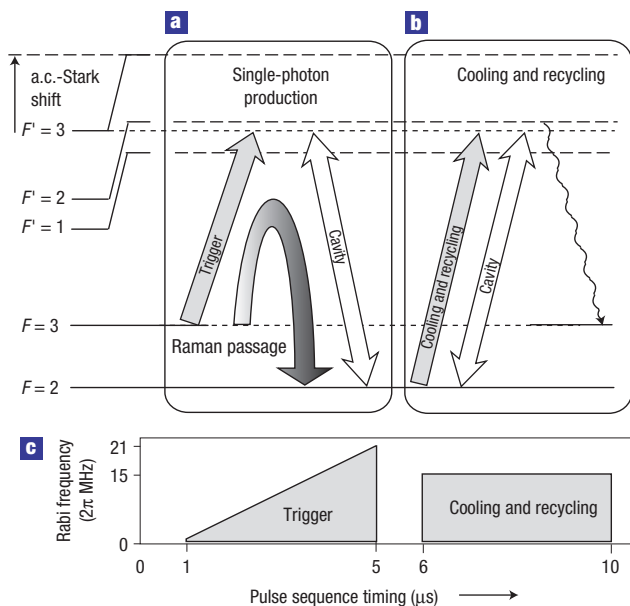 a
b
a.c.-Stark
shift
Single-photon
production
Cooling and recycling
F' = 3
F' = 2
F' = 1
Trigger
Cavity
Cooling and recycling
Cavity
F = 3
Raman passage
F = 2
c
Rabi frequency
(2π MHz)
21
15
0
Trigger
Cooling and recycling
0 1 5 6 10
Pulse sequence timing (μs)